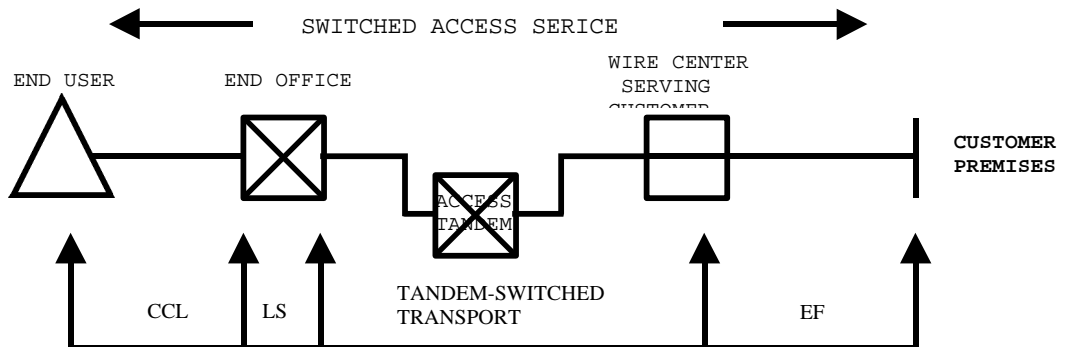 SWITCHED ACCESS SERICE
WIRE CENTER
SERVING
CUSTOMER
END USER
END OFFICE
CUSTOMER
PREMISES
ACCESS
TANDEM
CCL
LS
TANDEM-SWITCHED
TRANSPORT
EF